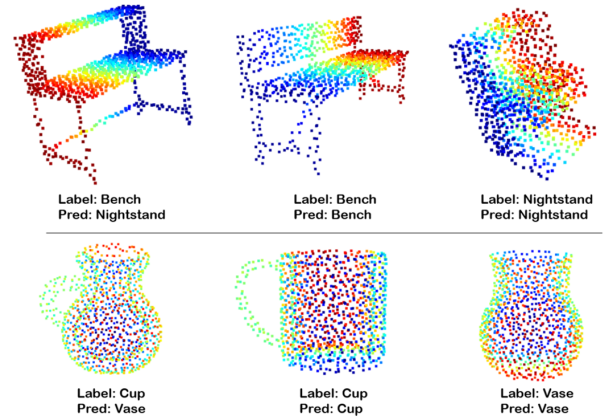 Label: Bench
Pred: Nightstand
Label: Bench
Pred: Bench
Label: Nightstand
Pred: Nightstand
Label: Cup
Pred: Vase
Label: Cup
Pred: Cup
Label: Vase
Pred: Vase